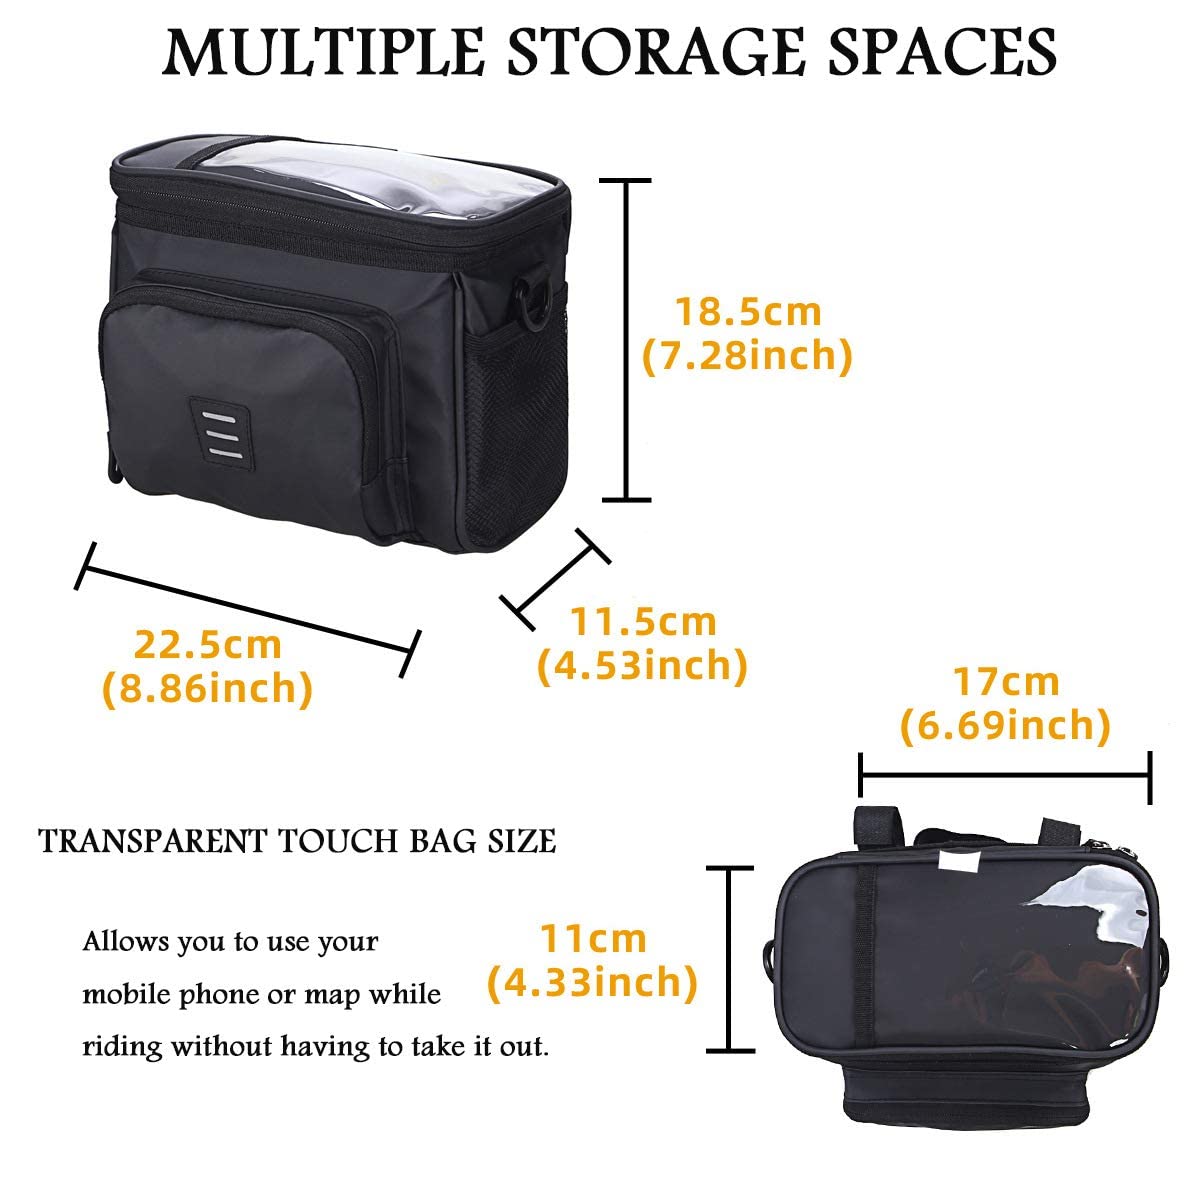 MULTIPLE STORAGE SPACES
18.5cm
(7.28inch)
22.5cm
(8.86inch)
11.5cm
(4.53inch)
17cm
(6.69inch)
TRANSPARENT TOUCH BAG SIZE
Allows you to use your
mobile phone or map while
riding without having to take it out.
11cm
(4.33inch)